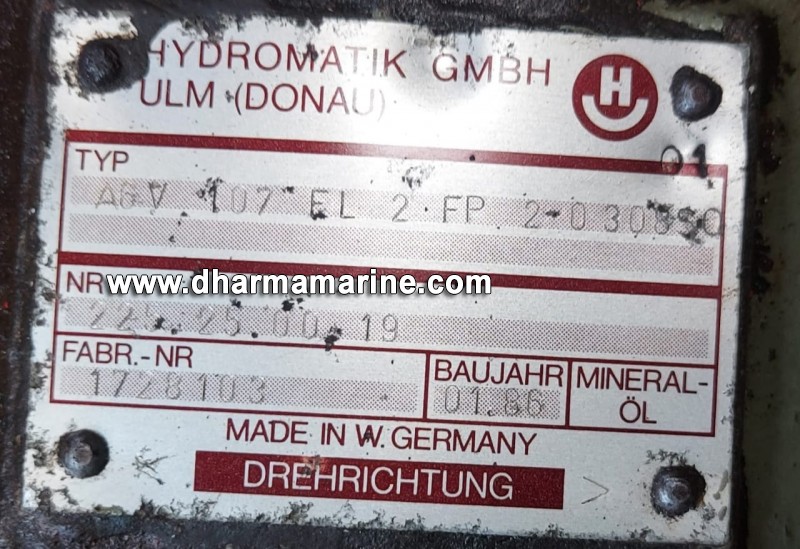 HYDROMATIK GMBH
ULM (DONAU)
H
01
TYP
A6V 107 EL 2 FP 2-0308SO
www.dharmamarine.com
NR
225.25.00.19
FABR.-NR
1728103
BAUJAHR
01.86
MINERAL-
ÖL
MADE IN W. GERMANY
DREHRICHTUNG >